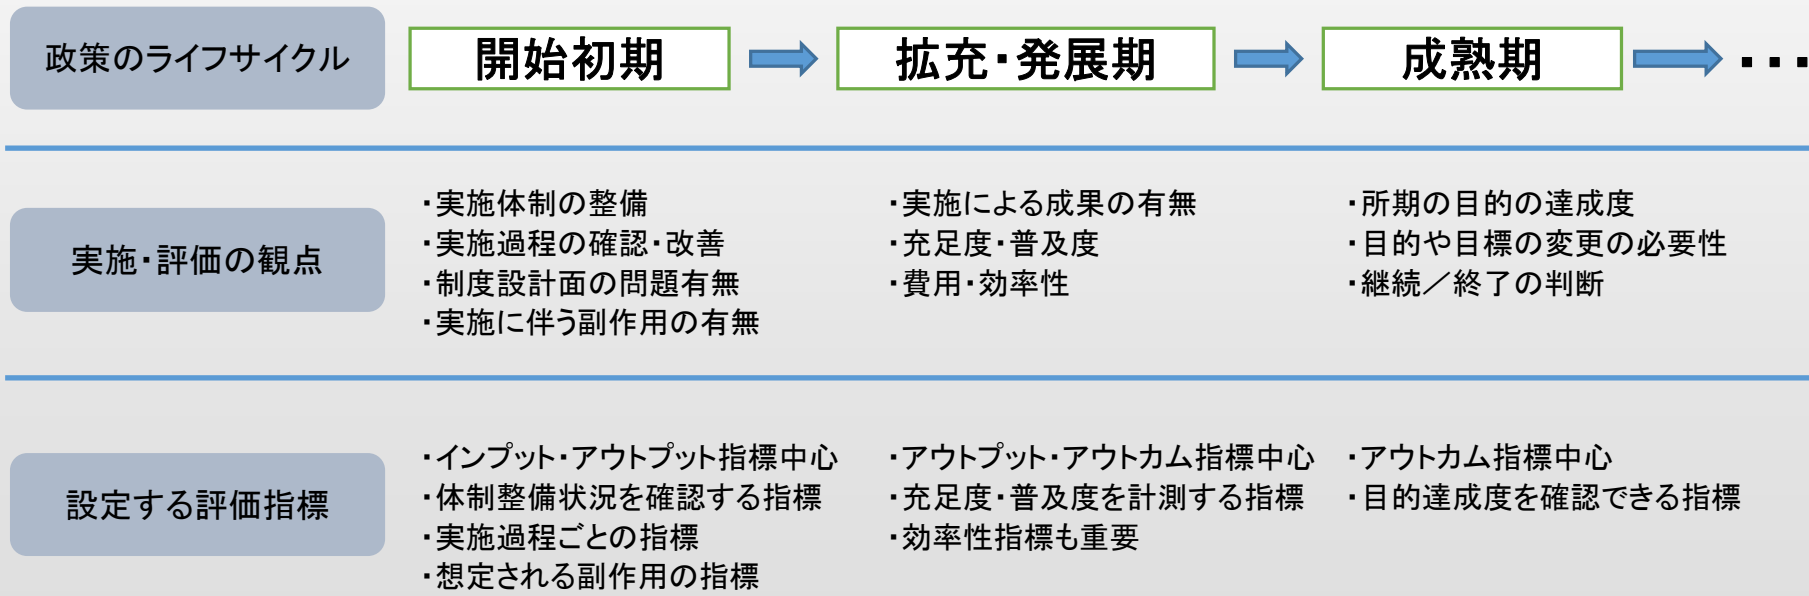 政策のライフサイクル
開始初期
拡充・発展期
成熟期
・・・
実施・評価の観点
・実施体制の整備
・実施過程の確認・改善
・制度設計面の問題有無
・実施に伴う副作用の有無
・実施による成果の有無
・充足度・普及度
・費用・効率性
・所期の目的の達成度
・目的や目標の変更の必要性
・継続／終了の判断
設定する評価指標
・インプット・アウトプット指標中心
・体制整備状況を確認する指標
・実施過程ごとの指標
・想定される副作用の指標
・アウトプット・アウトカム指標中心
・充足度・普及度を計測する指標
・効率性指標も重要
・アウトカム指標中心
・目的達成度を確認できる指標